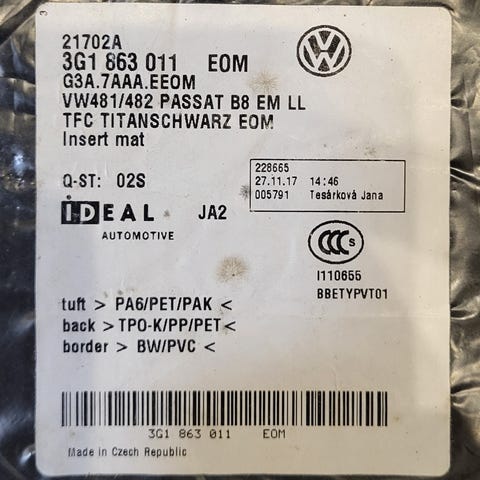 21702A
3G1 863 011 EOM
G3A.7AAA.EEOM
VW481/482 PASSAT B8 EM LL
TFC TITANSCHWARZ EOM
Insert mat
Q-ST: 02S
228665
27.11.17 14:46
005791 Tesárková Jana
IDEAL JA2
AUTOMOTIVE
CCC S
I110655
BBETYPVT01
tuft > PA6/PET/PAK <
back > TPO-K/PP/PET <
border > BW/PVC <
3G1 863 011 EOM
Made in Czech Republic